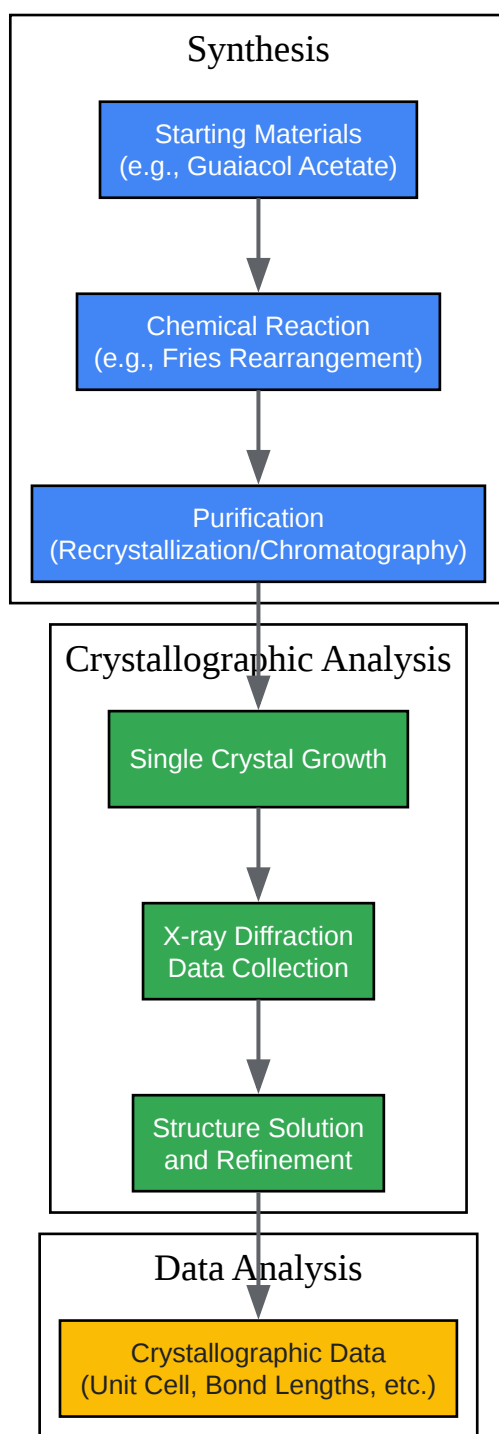 Synthesis
Starting Materials
(e.g., Guaiacol Acetate)
Chemical Reaction
(e.g., Fries Rearrangement)
Purification
(Recrystallization/Chromatography)
Crystallographic Analysis
Single Crystal Growth
X-ray Diffraction
Data Collection
Structure Solution
and Refinement
Data Analysis
Crystallographic Data
(Unit Cell, Bond Lengths, etc.)